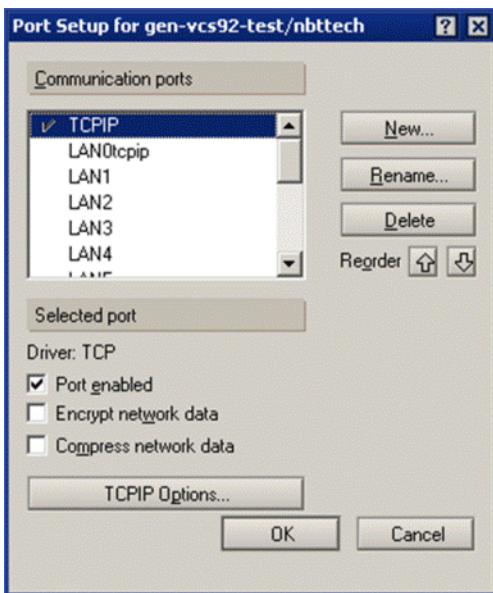 Port Setup for gen-vcs92-test/nbttech
Communication ports
TCPIP
LAN0tcpip
LAN1
LAN2
LAN3
LAN4
New...
Rename...
Delete
Reorder
Selected port
Driver: TCP
Port enabled
Encrypt network data
Compress network data
TCPIP Options...
OK
Cancel